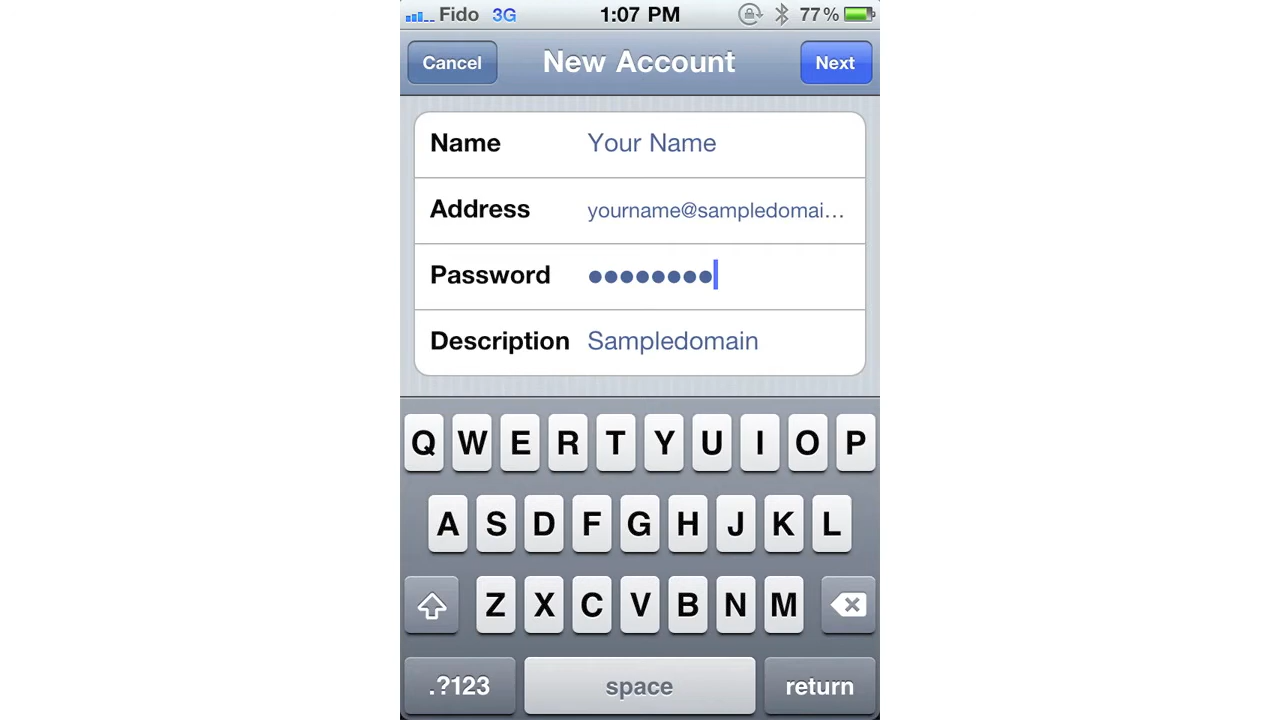 Fido 3G 1:07 PM 77%
Cancel New Account Next
Name Your Name
Address yourname@sampledomai...
Password ••••••••
Description Sampledomain
Q W E R T Y U I O P
A S D F G H J K L
Z X C V B N M
.?123 space return